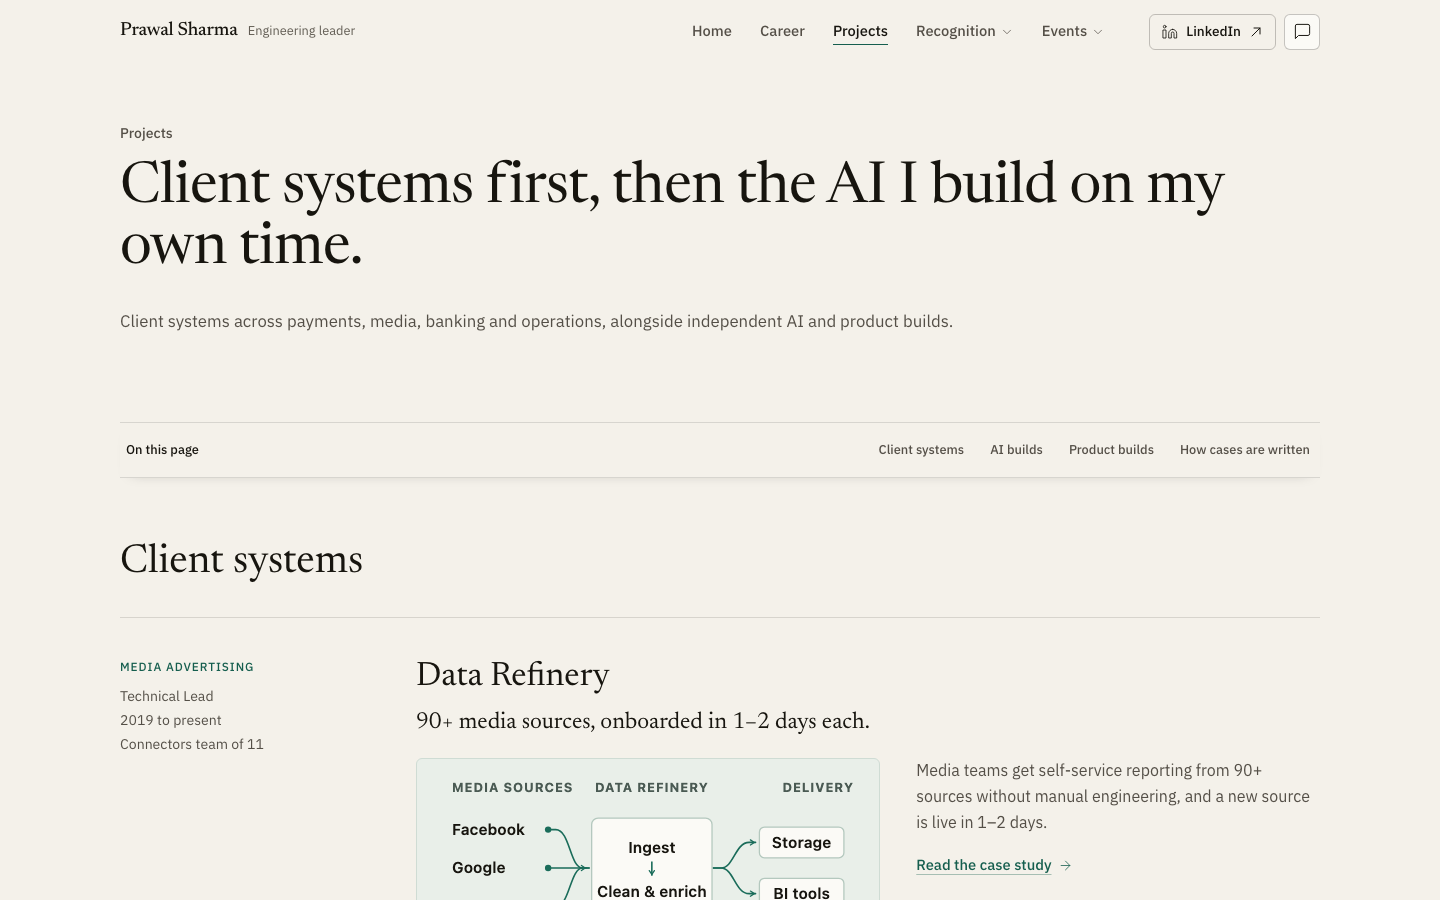 Prawal Sharma Engineering leader
Home Career Projects Recognition Events LinkedIn
Projects
Client systems first, then the AI I build on my
own time.
Client systems across payments, media, banking and operations, alongside independent AI and product builds.
On this page Client systems AI builds Product builds How cases are written
Client systems
MEDIA ADVERTISING
Technical Lead
2019 to present
Connectors team of 11
Data Refinery
90+ media sources, onboarded in 1–2 days each.
MEDIA SOURCES DATA REFINERY DELIVERY
Facebook
Google
Ingest
Clean & enrich
Storage
BI tools
Media teams get self-service reporting from 90+
sources without manual engineering, and a new source
is live in 1–2 days.
Read the case study